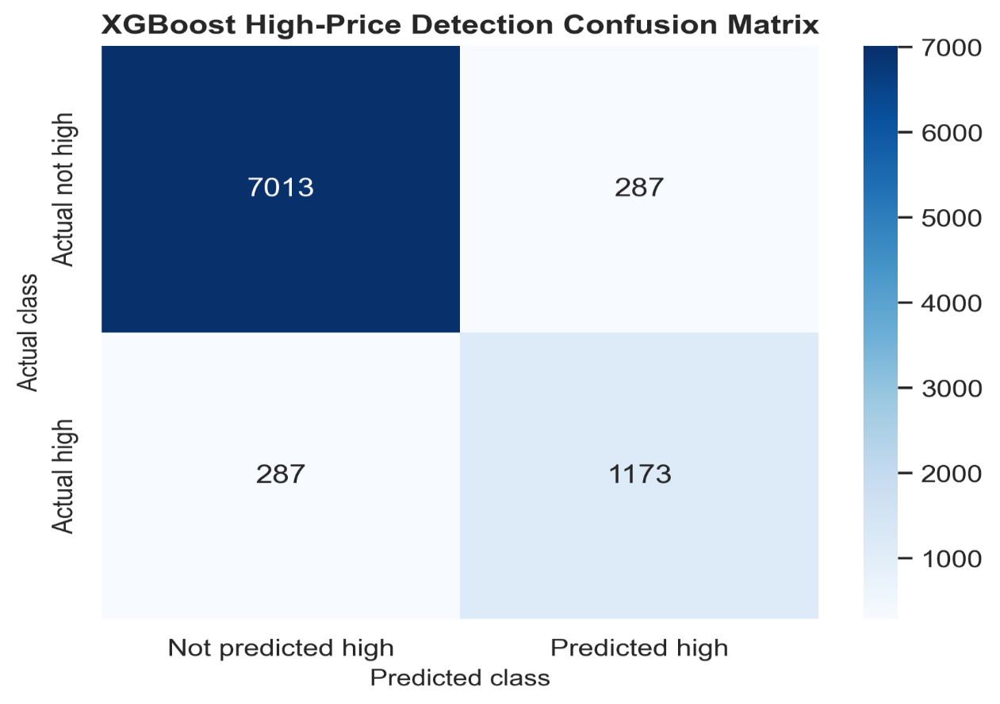 XGBoost High-Price Detection Confusion Matrix
Actual class
Actual not high
7013
287
Actual high
287
1173
Not predicted high
Predicted high
Predicted class
7000
6000
5000
4000
3000
2000
1000